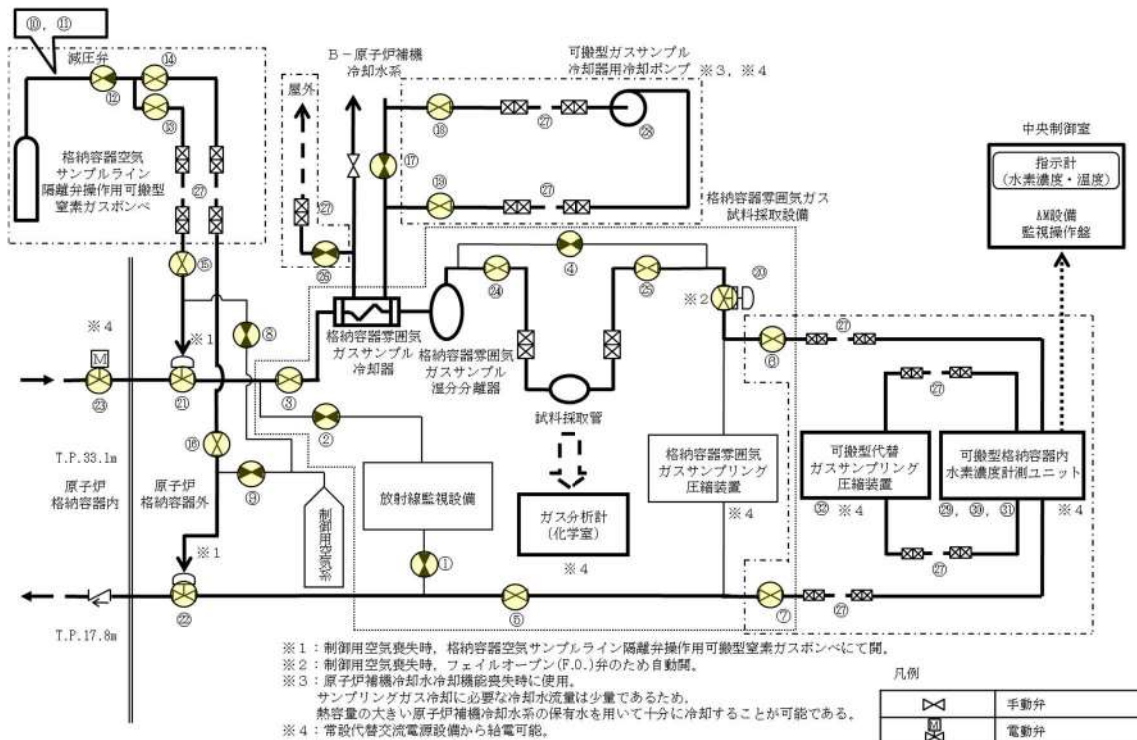 ⑩，⑪
減圧弁
⑭
⑫
⑬
格納容器空気
サンプルライン
隔離弁操作用可搬型
窒素ガスボンベ
㉗
⑮
※1
⑧
B－原子炉補機
冷却水系
屋外
㉗
㉖
可搬型ガスサンプル
冷却器用冷却ポンプ ※3，※4
⑱
㉗
㉘
⑰
⑲
㉗
格納容器雰囲気ガス
試料採取設備
中央制御室
指示計
（水素濃度・温度）
AM設備
監視操作盤
④
㉔
㉕
⑳
※2
⑥
㉗
※4
M
㉓
㉑
③
格納容器雰囲気
ガスサンプル
冷却器
格納容器雰囲気
ガスサンプル
湿分分離器
試料採取管
②
⑯
⑨
T.P.33.1m
原子炉
格納容器内
原子炉
格納容器外
制御用空気系
放射線監視設備
ガス分析計
（化学室）
※4
格納容器雰囲気
ガスサンプリング
圧縮装置
※4
㉗
可搬型代替
ガスサンプリング
圧縮装置
㉜ ※4
可搬型格納容器内
水素濃度計測ユニット
㉙，㉚，㉛ ※4
㉗
※1
①
㉒
⑤
⑦
㉗
T.P.17.8m
※1：制御用空気喪失時，格納容器空気サンプルライン隔離弁操作用可搬型窒素ガスボンベにて開。
※2：制御用空気喪失時，フェイルオープン(F.O.)弁のため自動開。
※3：原子炉補機冷却水冷却機能喪失時に使用。
サンプリングガス冷却に必要な冷却水流量は少量であるため，
熱容量の大きい原子炉補機冷却水系の保有水を用いて十分に冷却することが可能である。
※4：常設代替交流電源設備から給電可能。
凡例
手動弁
M
電動弁